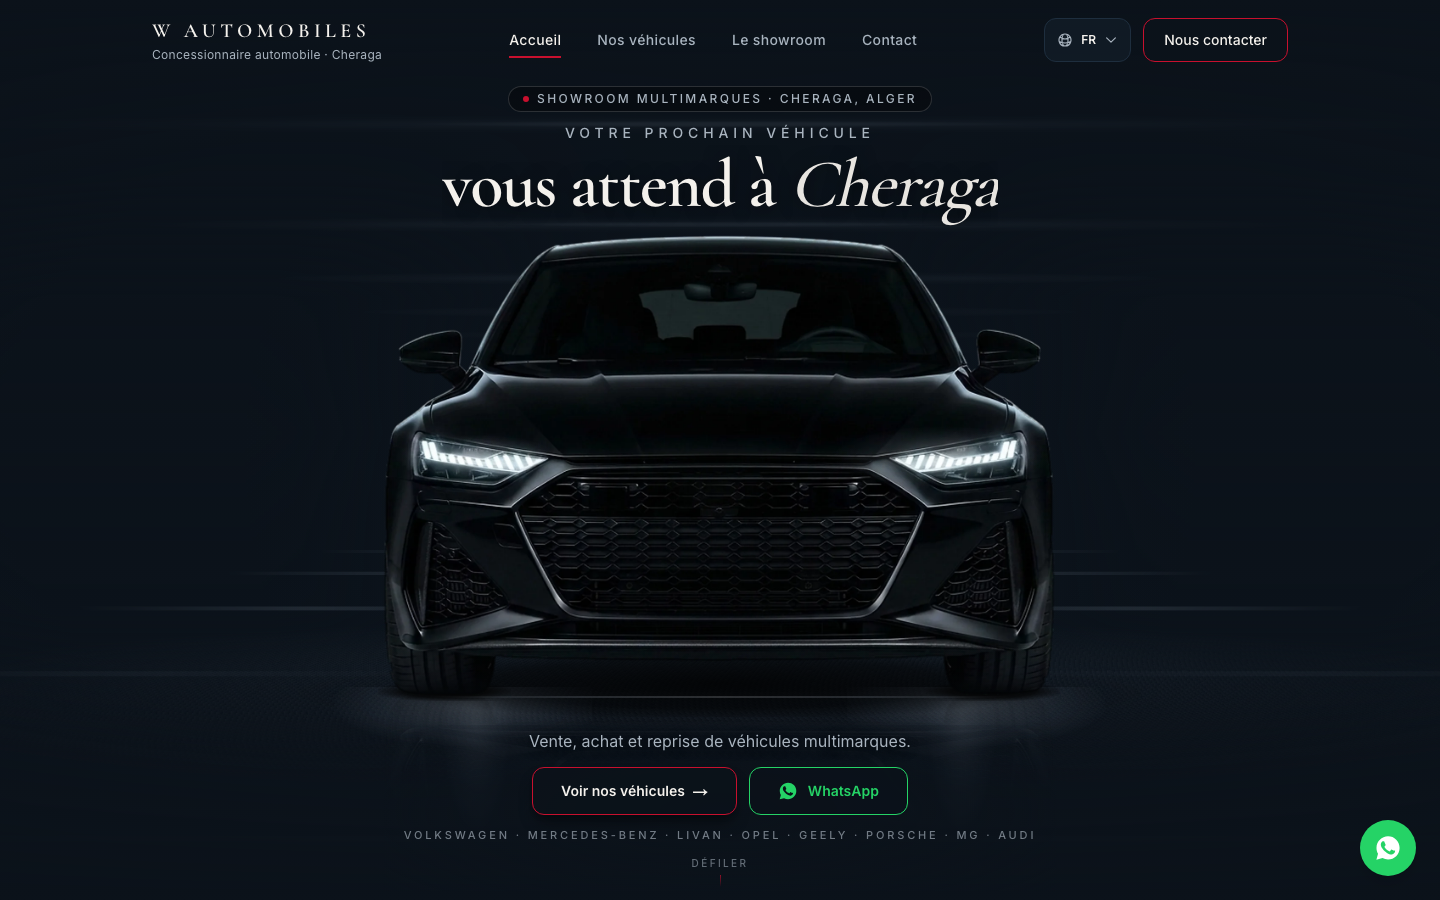 W AUTOMOBILES
Concessionnaire automobile · Cheraga
Accueil
Nos véhicules
Le showroom
Contact
FR
Nous contacter
SHOWROOM MULTIMARQUES · CHERAGA, ALGER
VOTRE PROCHAIN VÉHICULE
vous attend à Cheraga
Vente, achat et reprise de véhicules multimarques.
Voir nos véhicules →
WhatsApp
VOLKSWAGEN · MERCEDES-BENZ · LIVAN · OPEL · GEELY · PORSCHE · MG · AUDI
DÉFILER